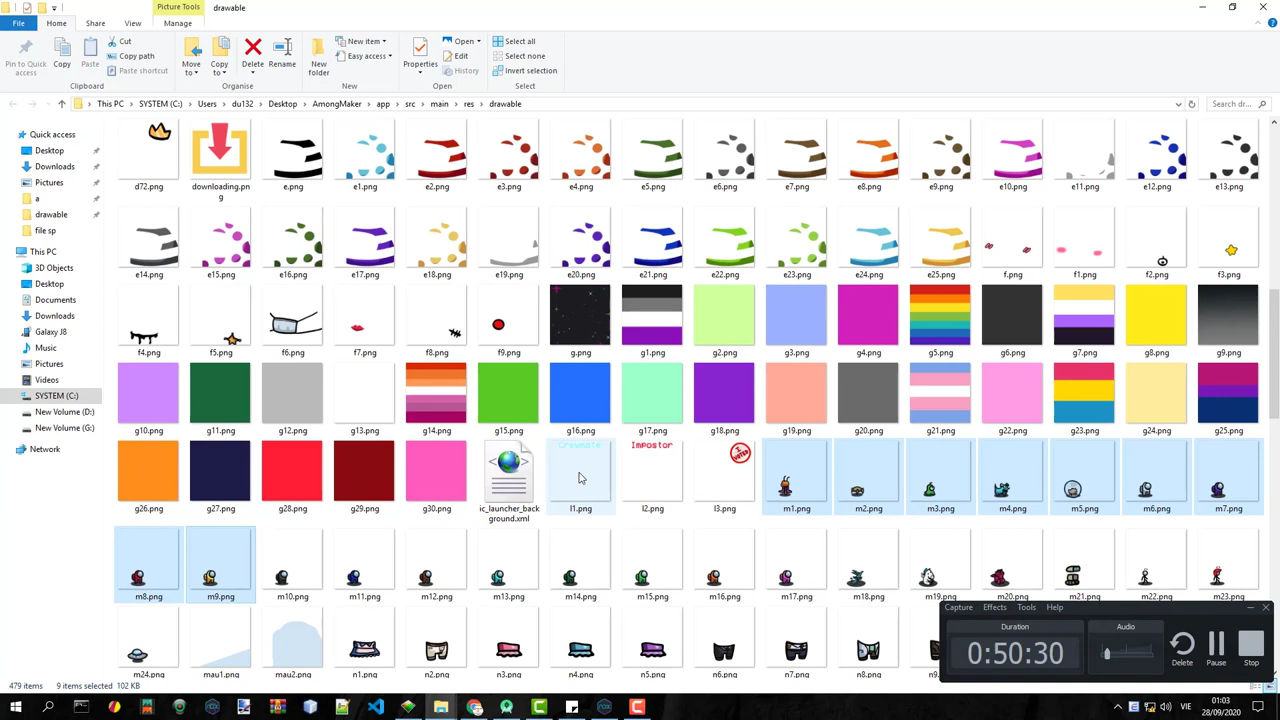 Picture Tools
drawable
File
Home
Share
View
Manage
Pin to Quick access
Copy
Paste
Cut
Copy path
Paste shortcut
Clipboard
Move to
Copy to
Delete
Rename
Organise
New folder
New item
Easy access
New
Properties
Open
Edit
History
Open
Select all
Select none
Invert selection
Select
This PC
SYSTEM (C:)
Users
du132
Desktop
AmongMaker
app
src
main
res
drawable
Search dr...
Quick access
Desktop
Downloads
Pictures
a
drawable
file sp
This PC
3D Objects
Desktop
Documents
Downloads
Galaxy J8
Music
Pictures
Videos
SYSTEM (C:)
New Volume (D:)
New Volume (G:)
Network
d72.png
downloading.png
e.png
e1.png
e2.png
e3.png
e4.png
e5.png
e6.png
e7.png
e8.png
e9.png
e10.png
e11.png
e12.png
e13.png
e14.png
e15.png
e16.png
e17.png
e18.png
e19.png
e20.png
e21.png
e22.png
e23.png
e24.png
e25.png
f.png
f1.png
f2.png
f3.png
f4.png
f5.png
f6.png
f7.png
f8.png
f9.png
g.png
g1.png
g2.png
g3.png
g4.png
g5.png
g6.png
g7.png
g8.png
g9.png
g10.png
g11.png
g12.png
g13.png
g14.png
g15.png
g16.png
g17.png
g18.png
g19.png
g20.png
g21.png
g22.png
g23.png
g24.png
g25.png
Crewmate
Impostor
I VOTED
g26.png
g27.png
g28.png
g29.png
g30.png
ic_launcher_background.xml
l1.png
l2.png
l3.png
m1.png
m2.png
m3.png
m4.png
m5.png
m6.png
m7.png
m8.png
m9.png
m10.png
m11.png
m12.png
m13.png
m14.png
m15.png
m16.png
m17.png
m18.png
m19.png
m20.png
m21.png
m22.png
m23.png
m24.png
mau1.png
mau2.png
n1.png
n2.png
n3.png
n4.png
n5.png
n6.png
n7.png
n8.png
Capture
Effects
Tools
Help
Duration
0:50:30
Audio
Delete
Pause
Stop
479 items
9 items selected
102 KB
VIE
01:03
28/09/2020